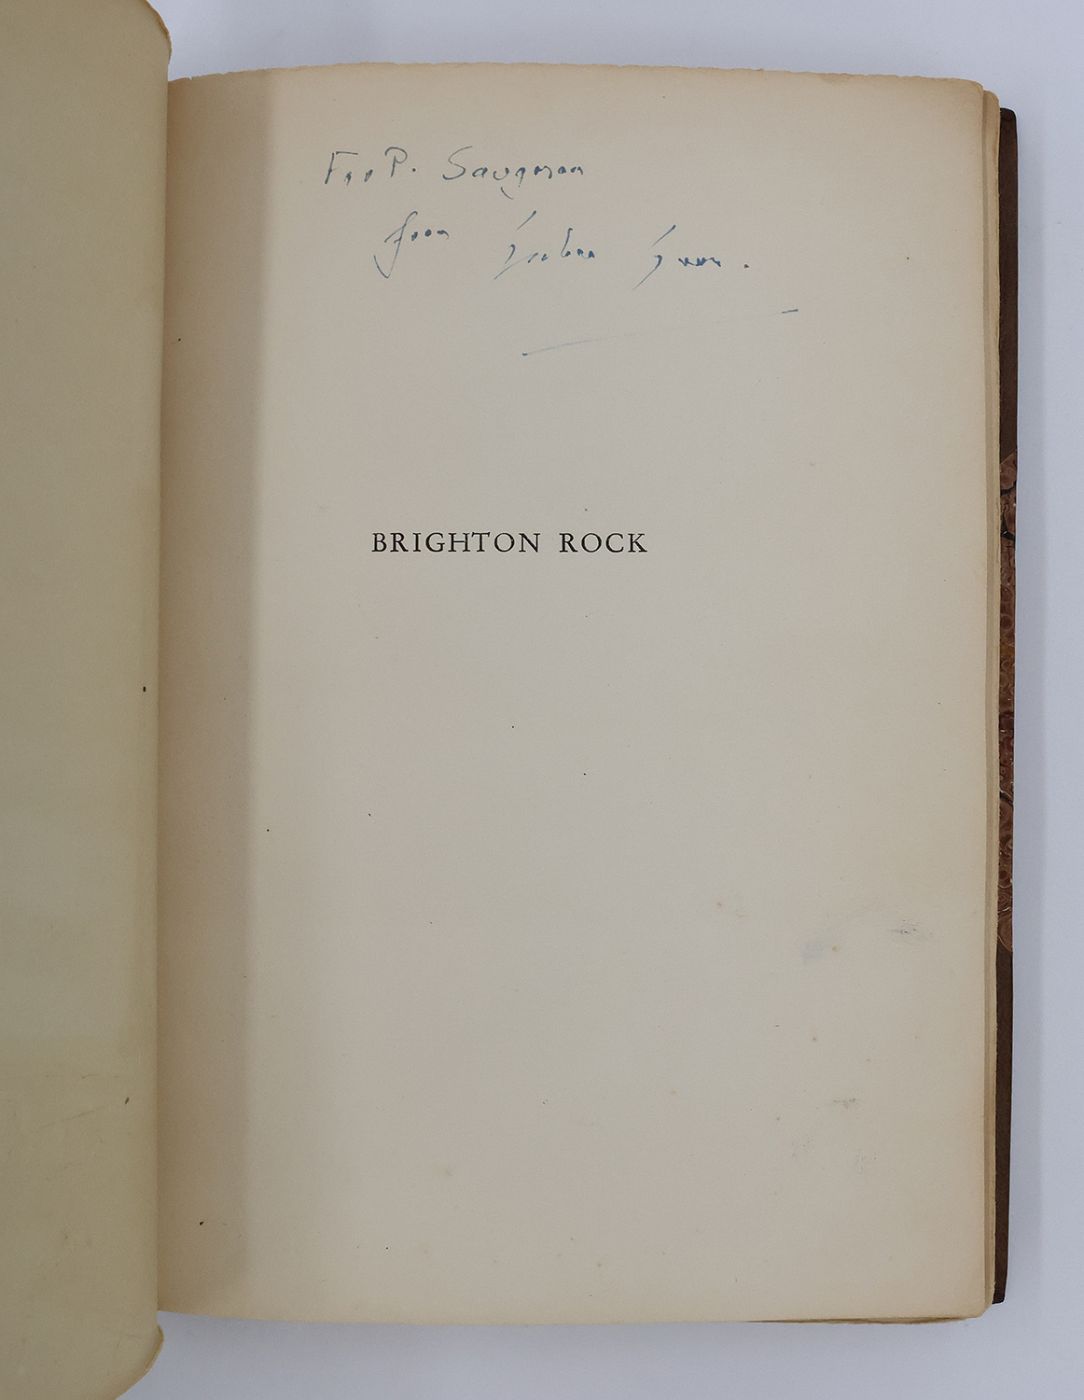 For P. Saugman
from Graham Greene.
BRIGHTON ROCK